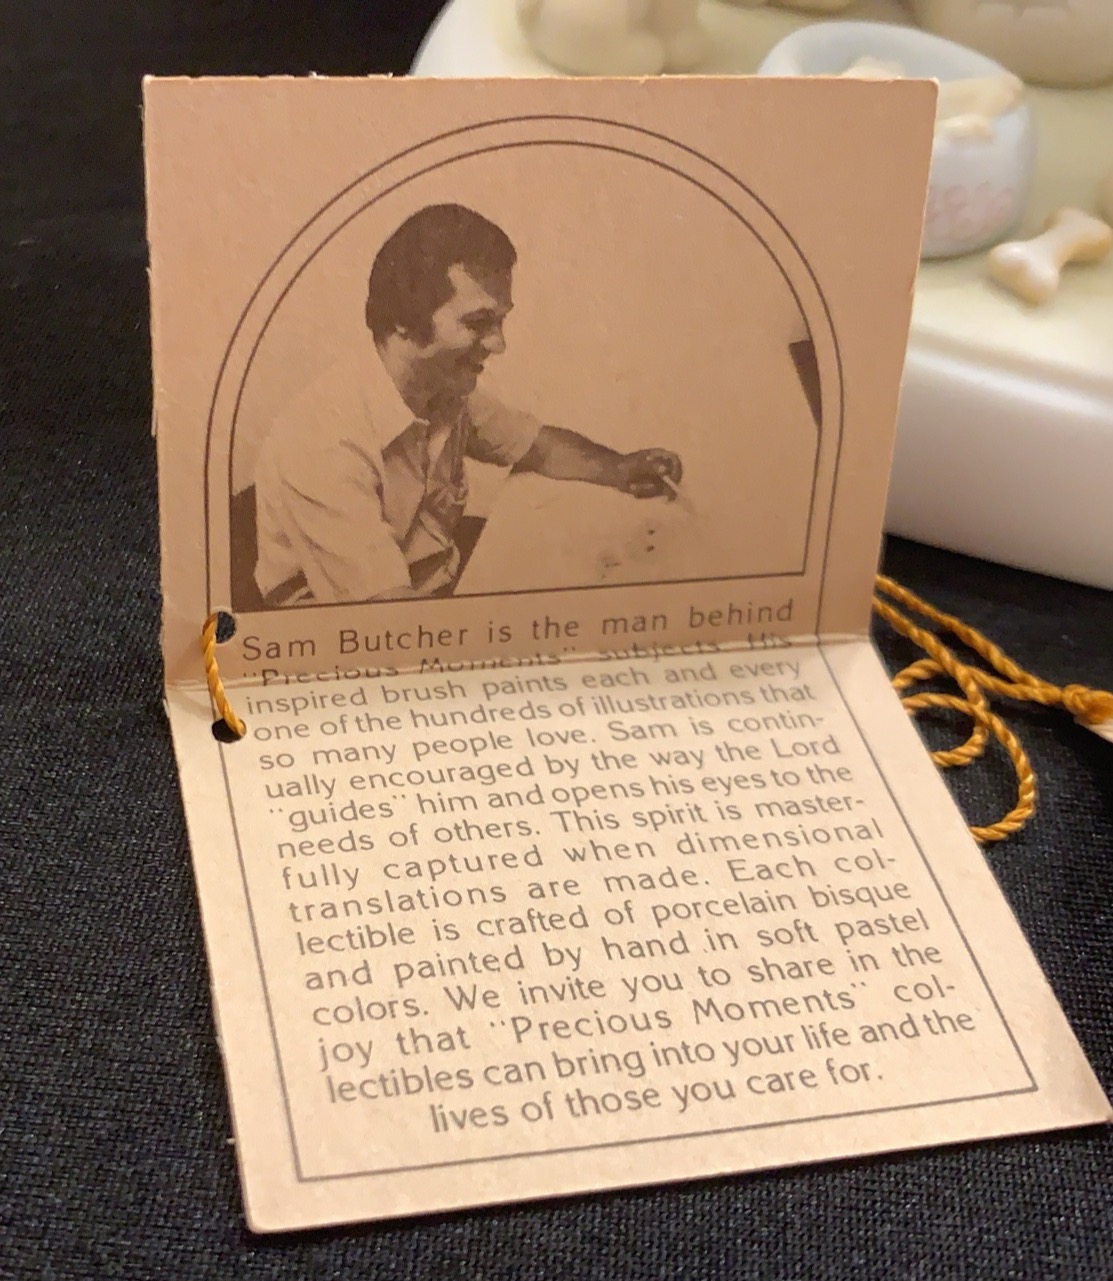 Sam Butcher is the man behind
"Precious Moments" subjects. His
inspired brush paints each and every
one of the hundreds of illustrations that
so many people love. Sam is contin-
ually encouraged by the way the Lord
"guides" him and opens his eyes to the
needs of others. This spirit is master-
fully captured when dimensional
translations are made. Each col-
lectible is crafted of porcelain bisque
and painted by hand in soft pastel
colors. We invite you to share in the
joy that "Precious Moments" col-
lectibles can bring into your life and the
lives of those you care for.